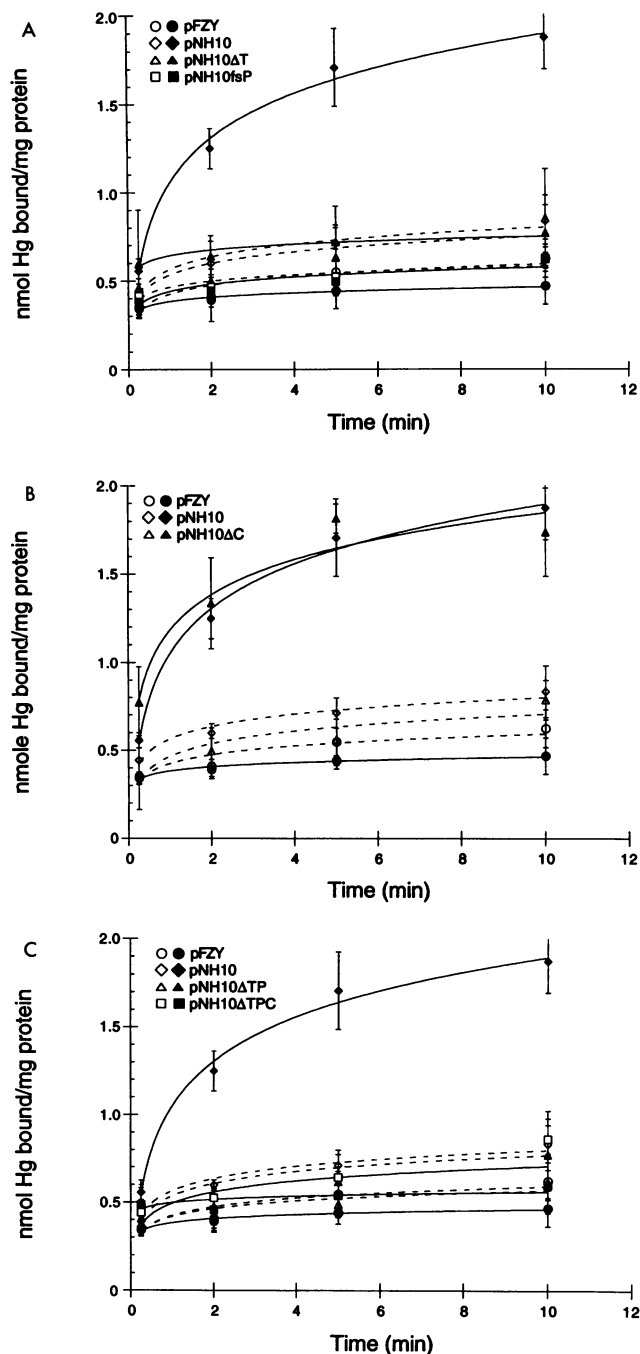 A
pFZY
pNH10
pNH10ΔT
pNH10fsP
nmol Hg bound/mg protein
2.0
1.5
1.0
0.5
0
0 2 4 6 8 10 12
Time (min)
B
pFZY
pNH10
pNH10ΔC
nmole Hg bound/mg protein
2.0
1.5
1.0
0.5
0
0 2 4 6 8 10 12
Time (min)
C
pFZY
pNH10
pNH10ΔTP
pNH10ΔTPC
nmol Hg bound/mg protein
2.0
1.5
1.0
0.5
0
0 2 4 6 8 10 12
Time (min)